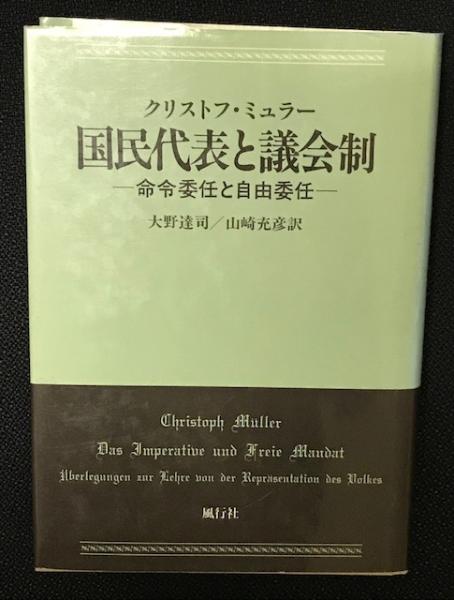 クリストフ・ミュラー
国民代表と議会制
―命令委任と自由委任―
大野達司／山崎充彦訳
Christoph Müller
Das Imperative und Freie Mandat
Überlegungen zur Lehre von der Repräsentation des Volkes
風行社